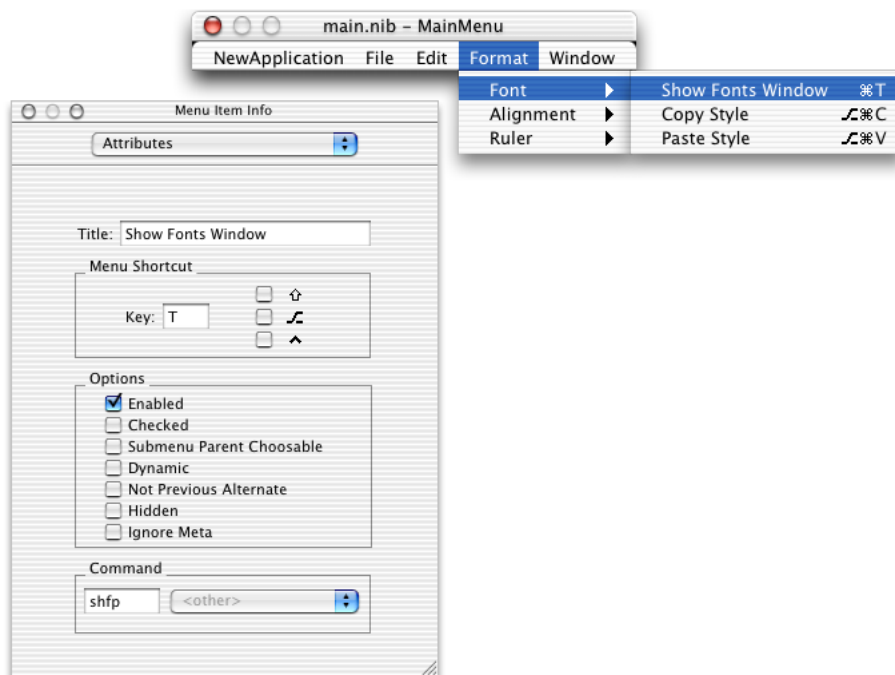 main.nib – MainMenu
NewApplication File Edit Format Window
Font
Alignment
Ruler
Show Fonts Window ⌘T
Copy Style ⌥⌘C
Paste Style ⌥⌘V
Menu Item Info
Attributes
Title: Show Fonts Window
Menu Shortcut
Key: T
⇧
⌥
⌃
Options
Enabled
Checked
Submenu Parent Choosable
Dynamic
Not Previous Alternate
Hidden
Ignore Meta
Command
shfp <other>